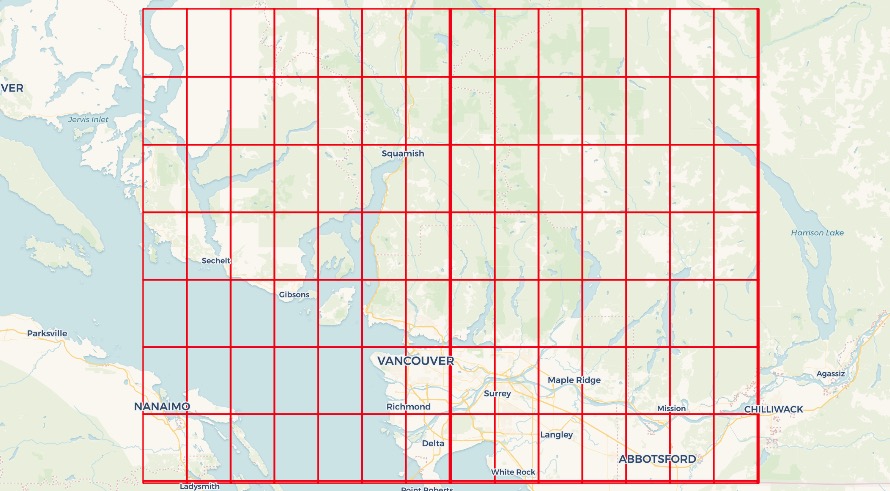 VER
Jervis Inlet
Squamish
Harrison Lake
Sechelt
Gibsons
Parksville
VANCOUVER
Agassiz
Maple Ridge
Surrey
NANAIMO
Richmond
Mission
CHILLIWACK
Langley
Delta
ABBOTSFORD
White Rock
Ladysmith
Point Roberts